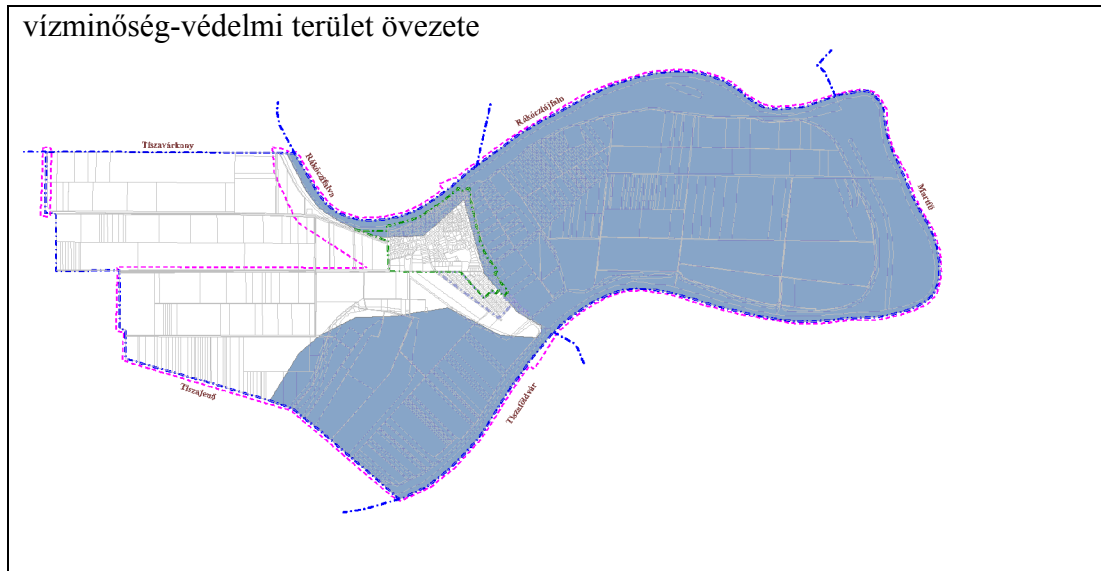 vízminőség-védelmi terület övezete
Rákócziújfalu
Tiszavárkony
Rákóczifalva
Martfű
Tiszajenő
Tiszaföldvár